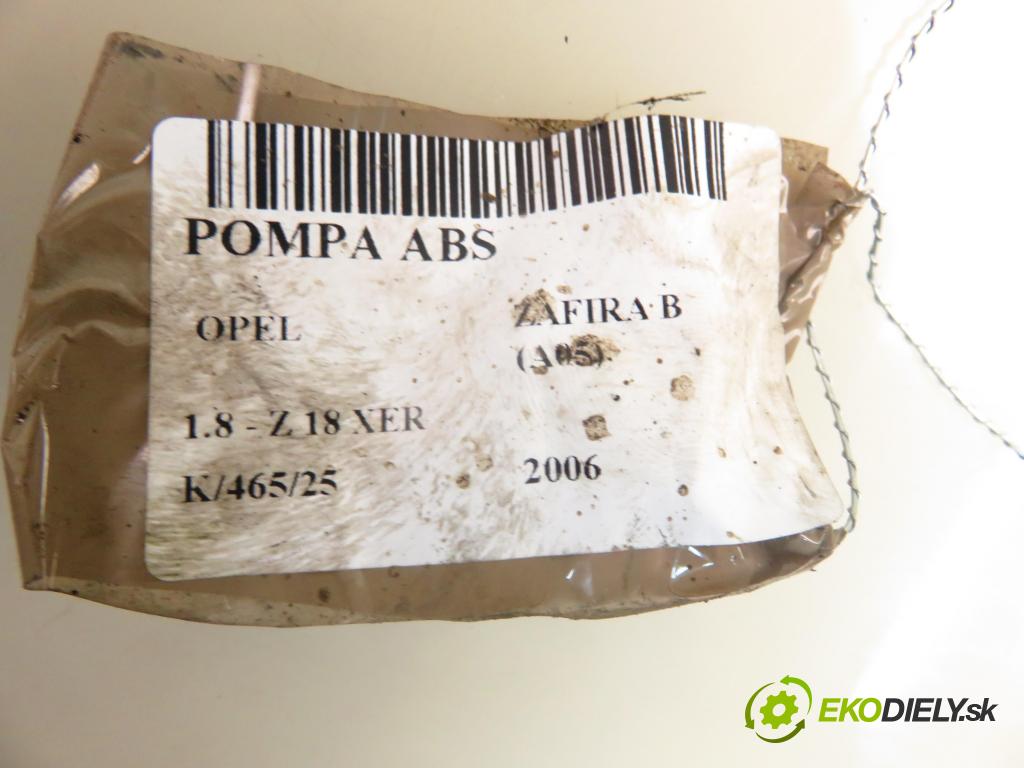 POMPA ABS
OPEL
ZAFIRA B
(A05)
1.8 - Z 18 XER
K/465/25
2006
EKODIELY.sk